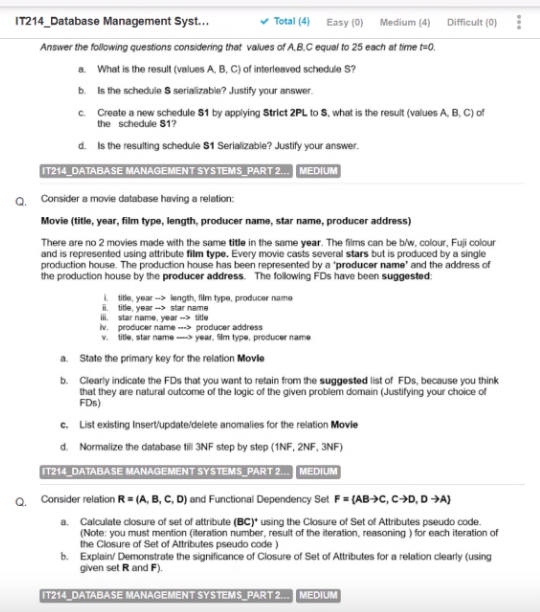 IT214_Database Management Syst...
Total (4)
Easy (0)
Medium (4)
Difficult (0)
Answer the following questions considering that values of A,B,C equal to 25 each at time t=0.
a. What is the result (values A, B, C) of interleaved schedule S?
b. Is the schedule S serializable? Justify your answer.
c. Create a new schedule S1 by applying Strict 2PL to S, what is the result (values A, B, C) of
the schedule S1?
d. Is the resulting schedule S1 Serializable? Justify your answer.
IT214_DATABASE MANAGEMENT SYSTEMS_PART 2... MEDIUM
Q. Consider a movie database having a relation:
Movie (title, year, film type, length, producer name, star name, producer address)
There are no 2 movies made with the same title in the same year. The films can be b/w, colour, Fuji colour
and is represented using attribute film type. Every movie casts several stars but is produced by a single
production house. The production house has been represented by a 'producer name' and the address of
the production house by the producer address. The following FDs have been suggested:
i. title, year --> length, film type, producer name
ii. title, year --> star name
iii. star name, year --> title
iv. producer name ---> producer address
v. title, star name ----> year, film type, producer name
a. State the primary key for the relation Movie
b. Clearly indicate the FDs that you want to retain from the suggested list of FDs, because you think
that they are natural outcome of the logic of the given problem domain (Justifying your choice of
FDs)
c. List existing Insert/update/delete anomalies for the relation Movie
d. Normalize the database till 3NF step by step (1NF, 2NF, 3NF)
IT214_DATABASE MANAGEMENT SYSTEMS_PART 2... MEDIUM
Q. Consider relation R = (A, B, C, D) and Functional Dependency Set F = {AB→C, C→D, D →A}
a. Calculate closure of set of attribute (BC)⁺ using the Closure of Set of Attributes pseudo code.
(Note: you must mention (iteration number, result of the iteration, reasoning ) for each iteration of
the Closure of Set of Attributes pseudo code )
b. Explain/ Demonstrate the significance of Closure of Set of Attributes for a relation clearly (using
given set R and F).
IT214_DATABASE MANAGEMENT SYSTEMS_PART 2... MEDIUM